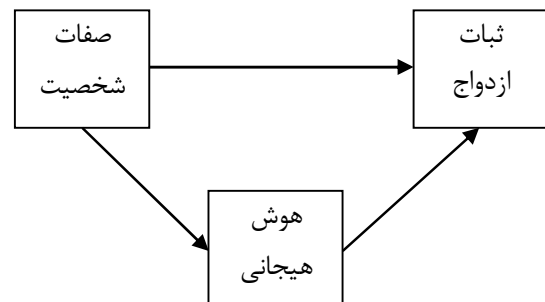 صفات
شخصیت
ثبات
ازدواج
هوش
هیجانی